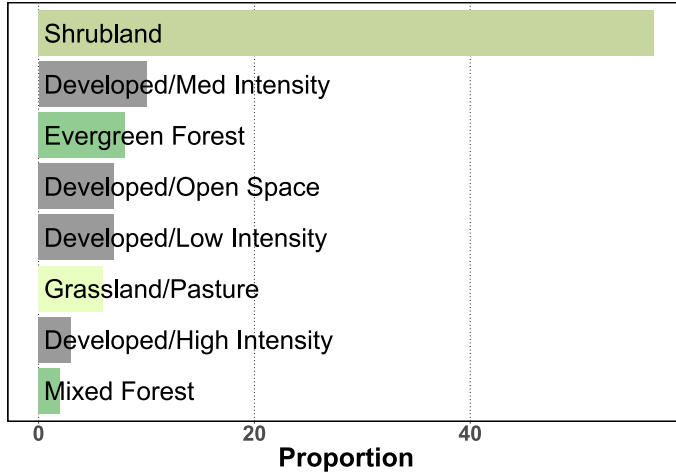 Shrubland
Developed/Med Intensity
Evergreen Forest
Developed/Open Space
Developed/Low Intensity
Grassland/Pasture
Developed/High Intensity
Mixed Forest
0 20 40
Proportion